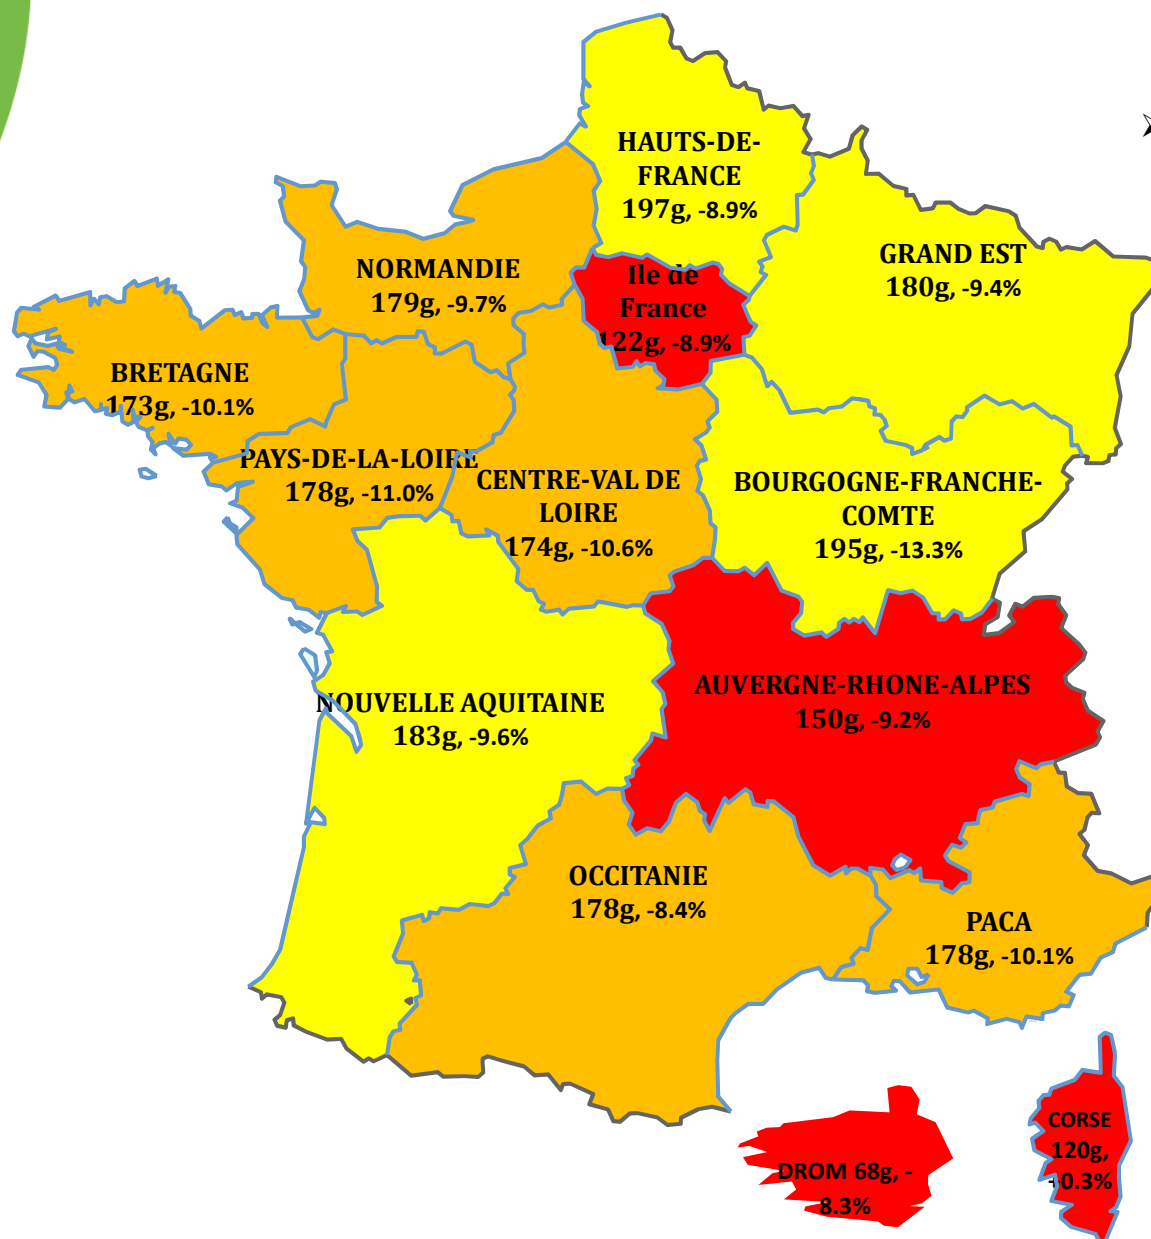 HAUTS-DE-
FRANCE
197g, -8.9%
GRAND EST
180g, -9.4%
NORMANDIE
179g, -9.7%
Ile de
France
122g, -8.9%
BRETAGNE
173g, -10.1%
PAYS-DE-LA-LOIRE
178g, -11.0%
CENTRE-VAL DE
LOIRE
174g, -10.6%
BOURGOGNE-FRANCHE-
COMTE
195g, -13.3%
NOUVELLE AQUITAINE
183g, -9.6%
AUVERGNE-RHONE-ALPES
150g, -9.2%
OCCITANIE
178g, -8.4%
PACA
178g, -10.1%
CORSE
120g,
+0.3%
DROM 68g, -
8.3%